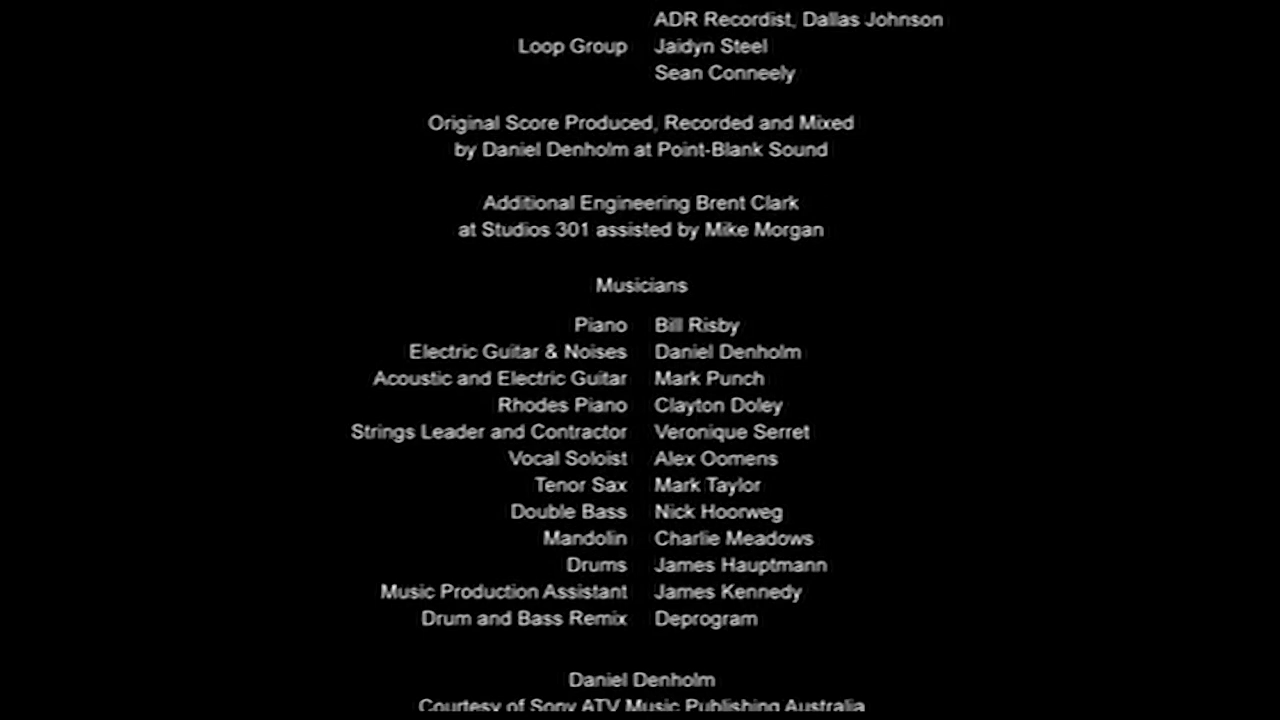 ADR Recordist, Dallas Johnson
Loop Group Jaidyn Steel
Sean Conneely
Original Score Produced, Recorded and Mixed
by Daniel Denholm at Point-Blank Sound
Additional Engineering Brent Clark
at Studios 301 assisted by Mike Morgan
Musicians
Piano Bill Risby
Electric Guitar & Noises Daniel Denholm
Acoustic and Electric Guitar Mark Punch
Rhodes Piano Clayton Doley
Strings Leader and Contractor Veronique Serret
Vocal Soloist Alex Oomens
Tenor Sax Mark Taylor
Double Bass Nick Hoorweg
Mandolin Charlie Meadows
Drums James Hauptmann
Music Production Assistant James Kennedy
Drum and Bass Remix Deprogram
Daniel Denholm
Courtesy of Sony ATV Music Publishing Australia